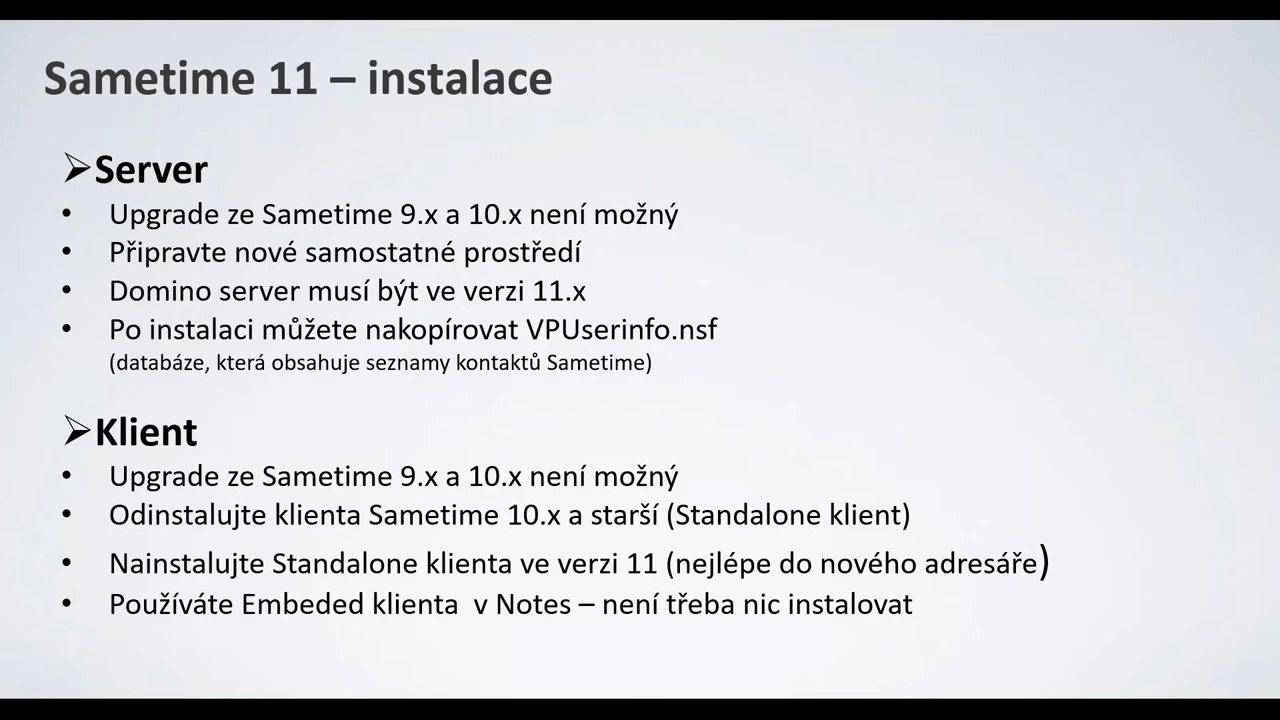 Sametime 11 – instalace
➢Server
• Upgrade ze Sametime 9.x a 10.x není možný
• Připravte nové samostatné prostředí
• Domino server musí být ve verzi 11.x
• Po instalaci můžete nakopírovat VPUserinfo.nsf
(databáze, která obsahuje seznamy kontaktů Sametime)
➢Klient
• Upgrade ze Sametime 9.x a 10.x není možný
• Odinstalujte klienta Sametime 10.x a starší (Standalone klient)
• Nainstalujte Standalone klienta ve verzi 11 (nejlépe do nového adresáře)
• Používáte Embeded klienta v Notes – není třeba nic instalovat